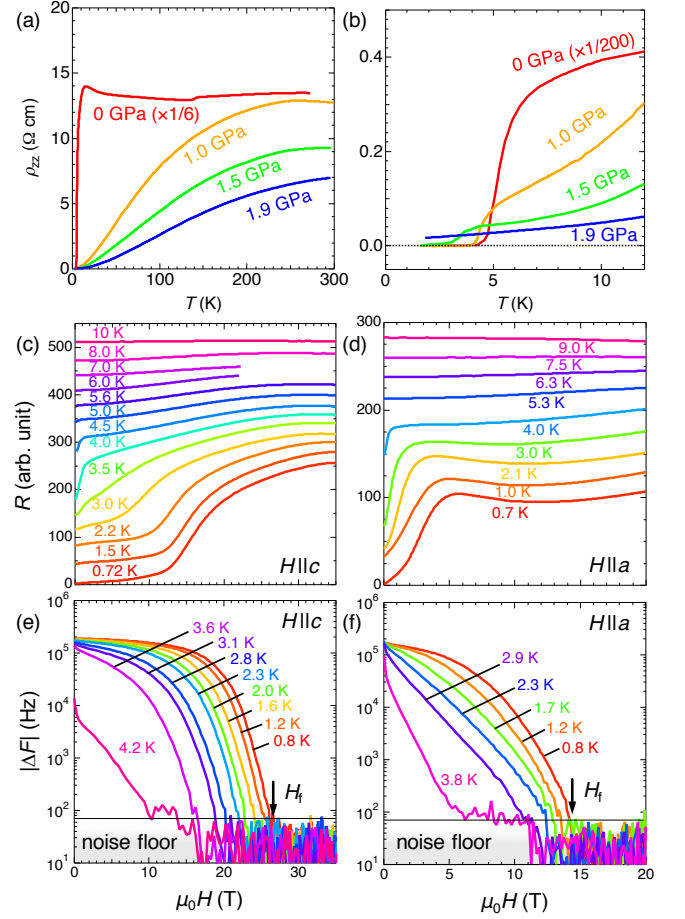 (a)
20
15
10
5
0
ρzz (Ω cm)
0 GPa (×1/6)
1.0 GPa
1.5 GPa
1.9 GPa
0 100 200 300
T (K)
(b)
0.4
0.2
0.0
0 GPa (×1/200)
1.0 GPa
1.5 GPa
1.9 GPa
5 10
T (K)
(c)
500
400
300
200
100
0
R (arb. unit)
10 K
8.0 K
7.0 K
6.0 K
5.6 K
5.0 K
4.5 K
4.0 K
3.5 K
3.0 K
2.2 K
1.5 K
0.72 K
H||c
(d)
300
200
100
0
9.0 K
7.5 K
6.3 K
5.3 K
4.0 K
3.0 K
2.1 K
1.0 K
0.7 K
H||a
(e)
10⁶
10⁵
10⁴
10³
10²
10¹
|ΔF| (Hz)
H||c
3.6 K
3.1 K
2.8 K
2.3 K
2.0 K
1.6 K
1.2 K
0.8 K
4.2 K
Hf
noise floor
0 10 20 30
μ0H (T)
(f)
10⁶
10⁵
10⁴
10³
10²
10¹
H||a
2.9 K
2.3 K
1.7 K
1.2 K
0.8 K
3.8 K
Hf
noise floor
0 5 10 15 20
μ0H (T)